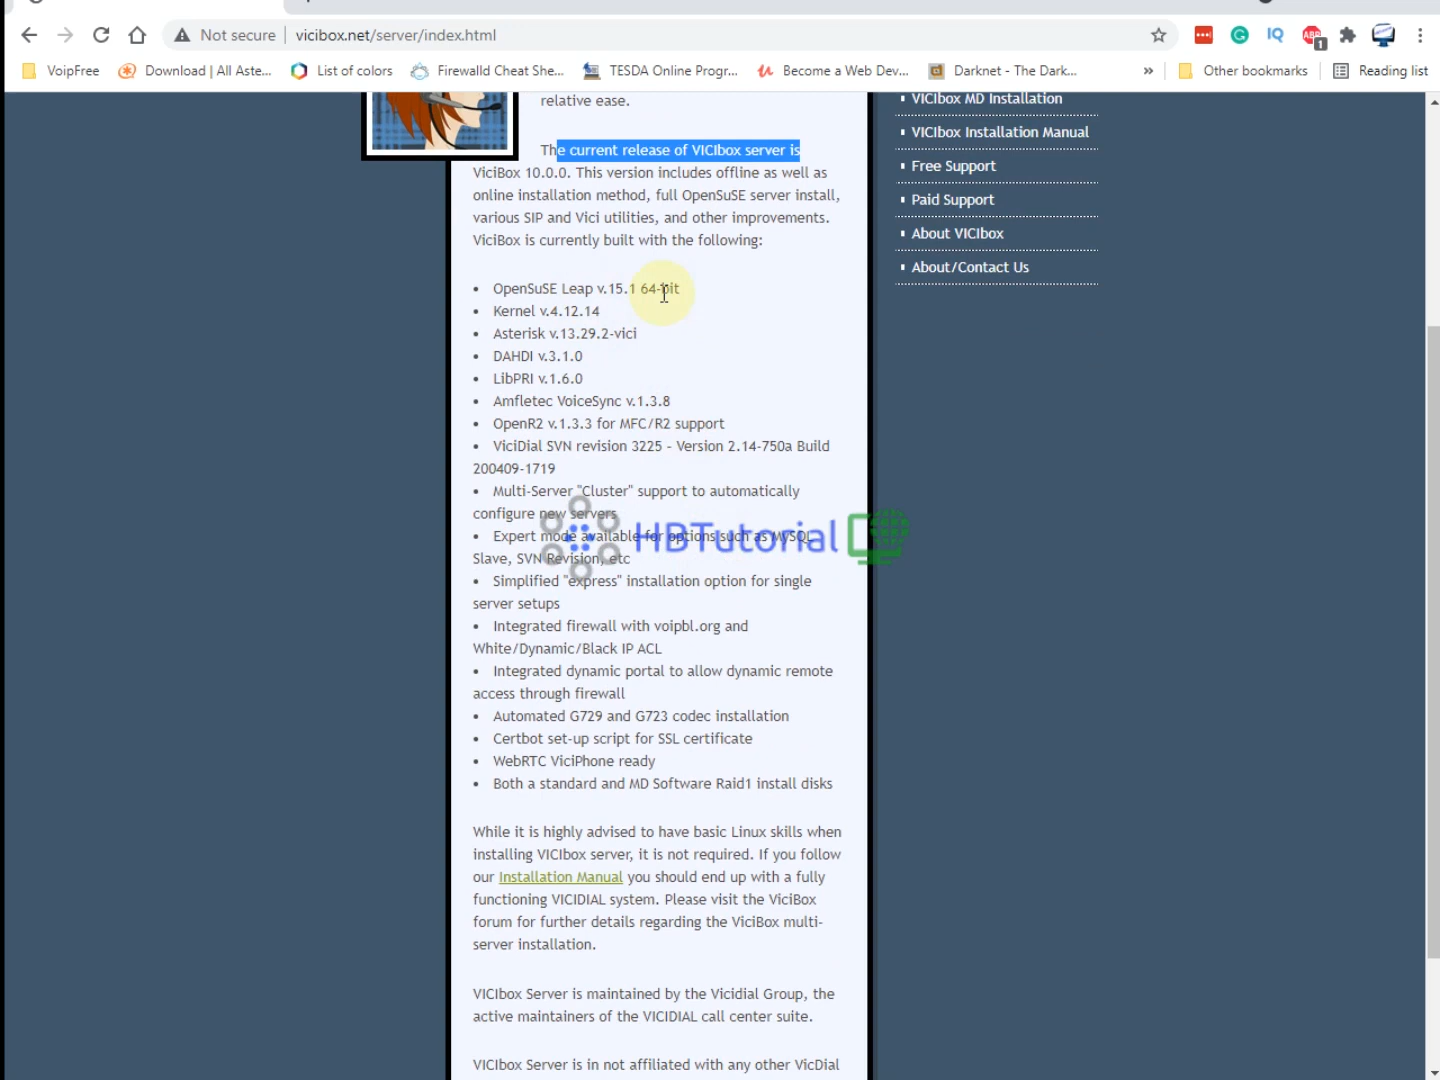 Not secure
vicibox.net/server/index.html
VoipFree
Download | All Aste...
List of colors
Firewalld Cheat She...
TESDA Online Progr...
Become a Web Dev...
Darknet - The Dark...
»
Other bookmarks
Reading list
IQ
ABP
1
relative ease.
The current release of VICIbox server is
ViciBox 10.0.0. This version includes offline as well as
online installation method, full OpenSuSE server install,
various SIP and Vici utilities, and other improvements.
ViciBox is currently built with the following:
• OpenSuSE Leap v.15.1 64-bit
• Kernel v.4.12.14
• Asterisk v.13.29.2-vici
• DAHDI v.3.1.0
• LibPRI v.1.6.0
• Amfletec VoiceSync v.1.3.8
• OpenR2 v.1.3.3 for MFC/R2 support
• ViciDial SVN revision 3225 - Version 2.14-750a Build
200409-1719
• Multi-Server "Cluster" support to automatically
configure new servers
• Expert mode available for options such as MySQL
Slave, SVN Revision, etc
HBTutorial
• Simplified "express" installation option for single
server setups
• Integrated firewall with voipbl.org and
White/Dynamic/Black IP ACL
• Integrated dynamic portal to allow dynamic remote
access through firewall
• Automated G729 and G723 codec installation
• Certbot set-up script for SSL certificate
• WebRTC ViciPhone ready
• Both a standard and MD Software Raid1 install disks
While it is highly advised to have basic Linux skills when
installing VICIbox server, it is not required. If you follow
our Installation Manual you should end up with a fully
functioning VICIDIAL system. Please visit the ViciBox
forum for further details regarding the ViciBox multi-
server installation.
VICIbox Server is maintained by the Vicidial Group, the
active maintainers of the VICIDIAL call center suite.
VICIbox Server is in not affiliated with any other VicDial
VICIbox MD Installation
VICIbox Installation Manual
Free Support
Paid Support
About VICIbox
About/Contact Us